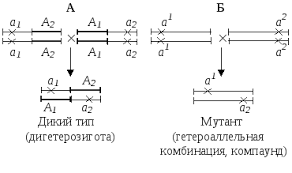 А Б
a1 A2 A1 a2 a¹ a²
a1 A2 A1 a2 a¹ a²
a1 A2 a¹
A1 a2 a2
Дикий тип Мутант
(дигетерозигота) (гетероаллельная
комбинация, компаунд)